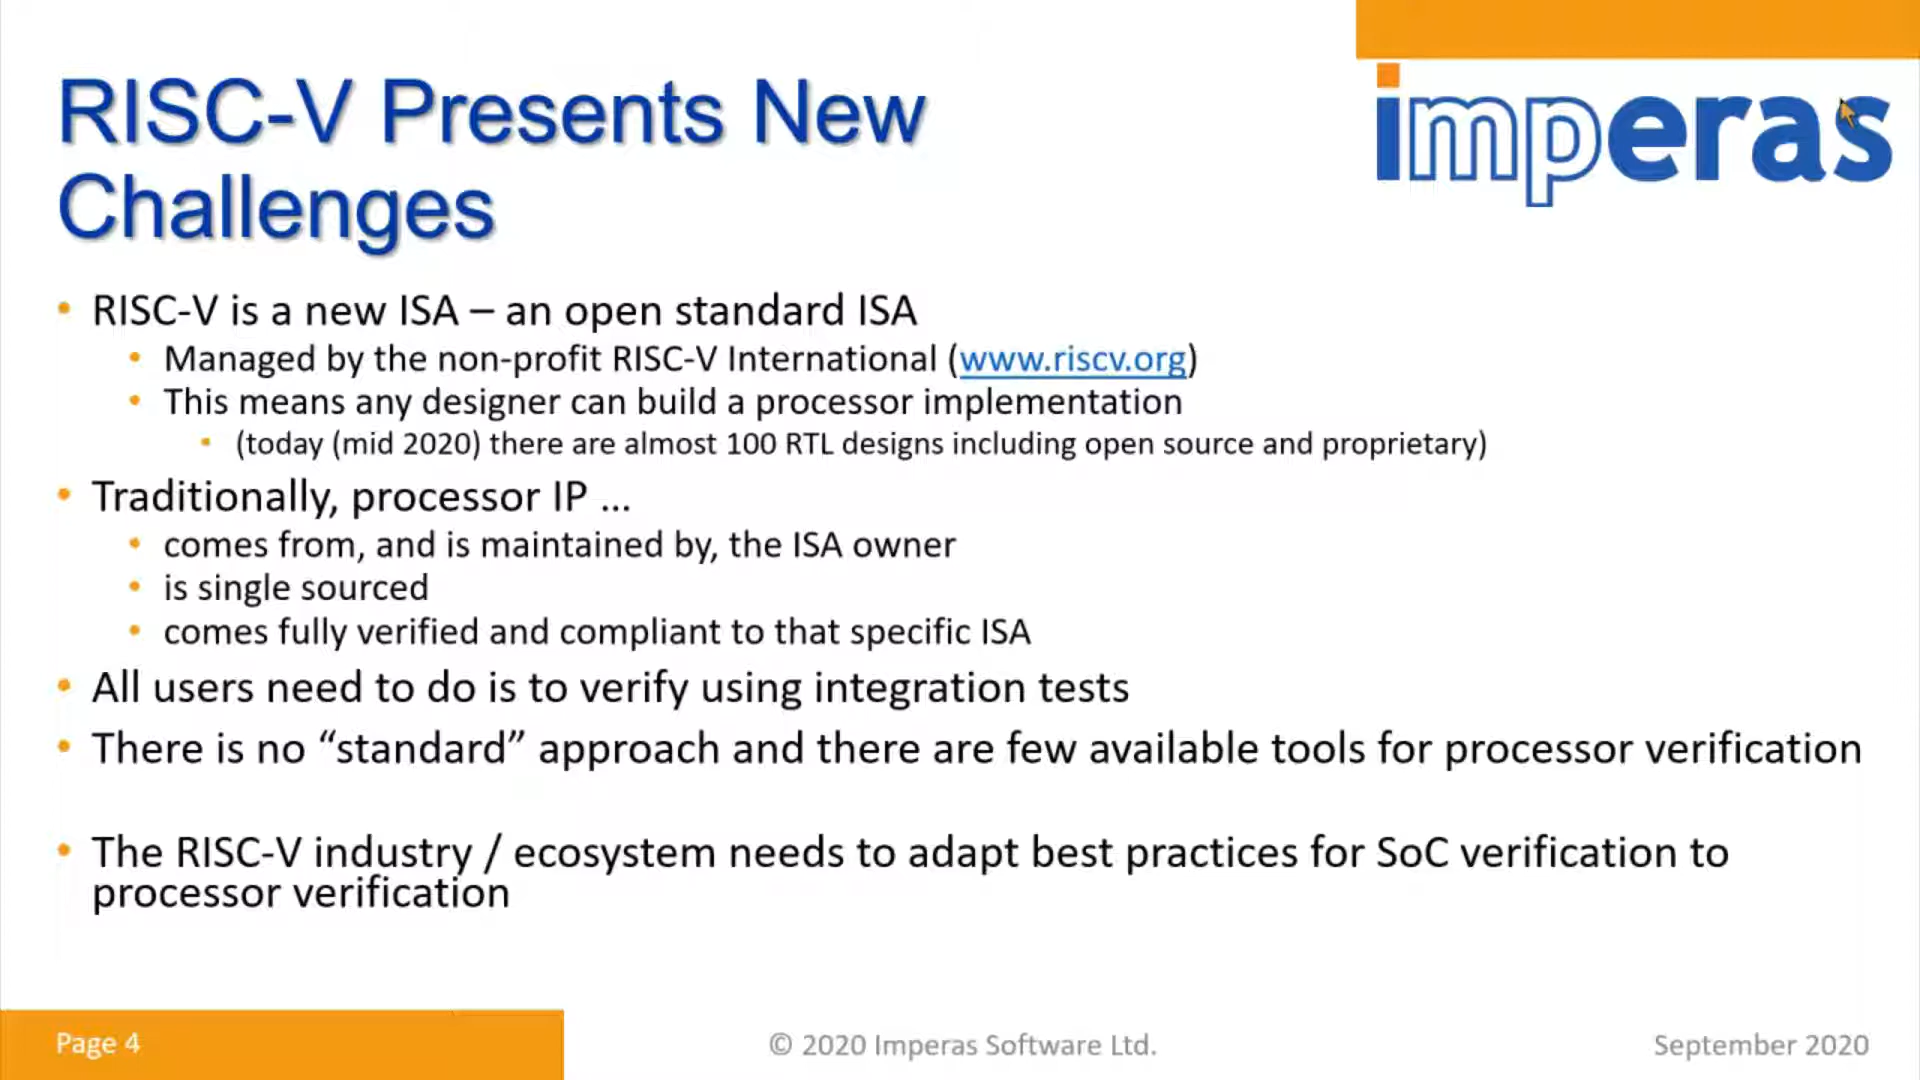 RISC-V Presents New
Challenges
imperas
• RISC-V is a new ISA – an open standard ISA
• Managed by the non-profit RISC-V International (www.riscv.org)
• This means any designer can build a processor implementation
• (today (mid 2020) there are almost 100 RTL designs including open source and proprietary)
• Traditionally, processor IP ...
• comes from, and is maintained by, the ISA owner
• is single sourced
• comes fully verified and compliant to that specific ISA
• All users need to do is to verify using integration tests
• There is no “standard” approach and there are few available tools for processor verification
• The RISC-V industry / ecosystem needs to adapt best practices for SoC verification to
processor verification
Page 4
© 2020 Imperas Software Ltd.
September 2020